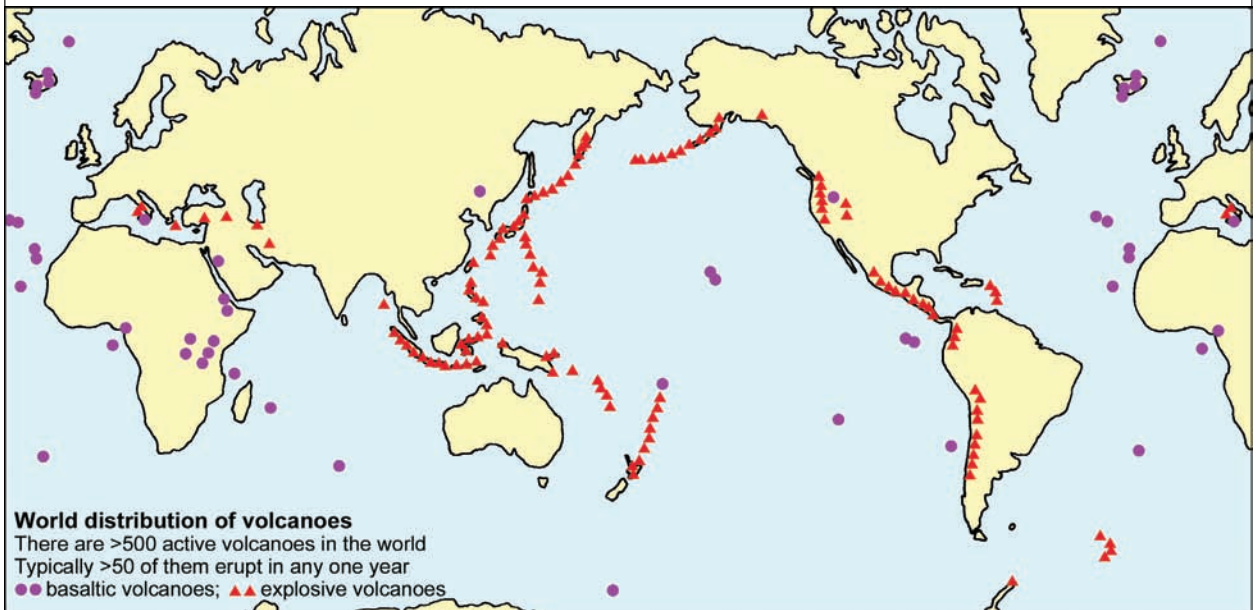 World distribution of volcanoes
There are >500 active volcanoes in the world
Typically >50 of them erupt in any one year
basaltic volcanoes; explosive volcanoes